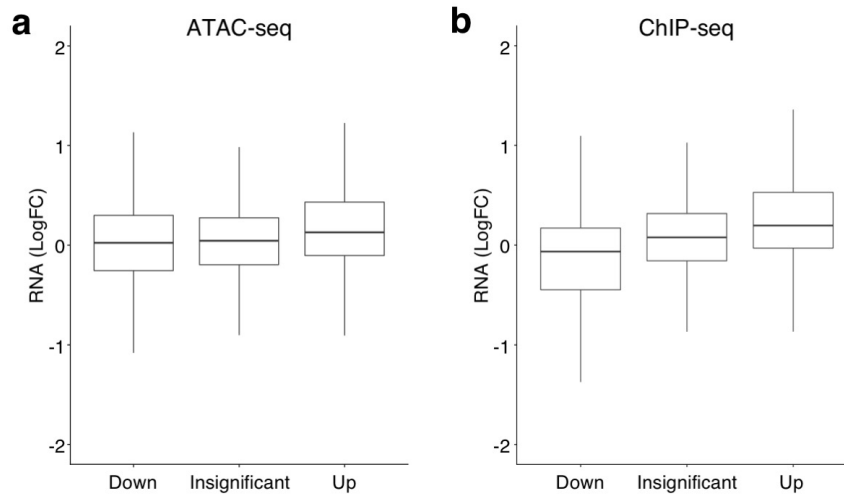 a
ATAC-seq
2
1
0
-1
-2
RNA (LogFC)
Down Insignificant Up
b
ChIP-seq
2
1
0
-1
-2
RNA (LogFC)
Down Insignificant Up